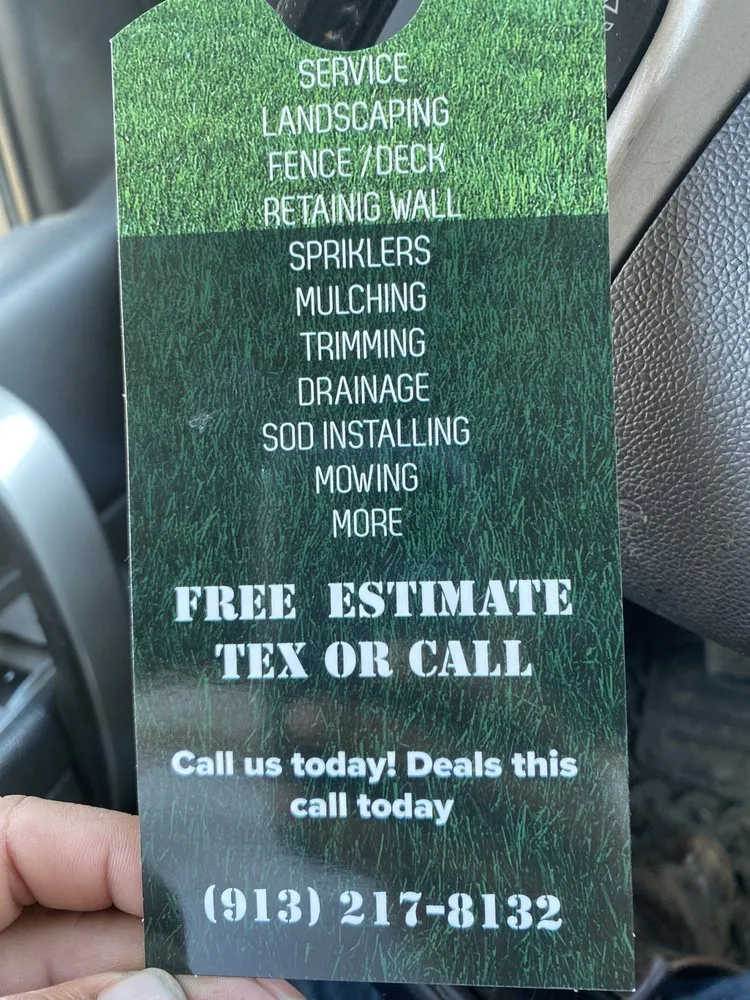 SERVICE
LANDSCAPING
FENCE /DECK
RETAINIG WALL
SPRIKLERS
MULCHING
TRIMMING
DRAINAGE
SOD INSTALLING
MOWING
MORE
FREE ESTIMATE
TEX OR CALL
Call us today! Deals this
call today
(913) 217-8132